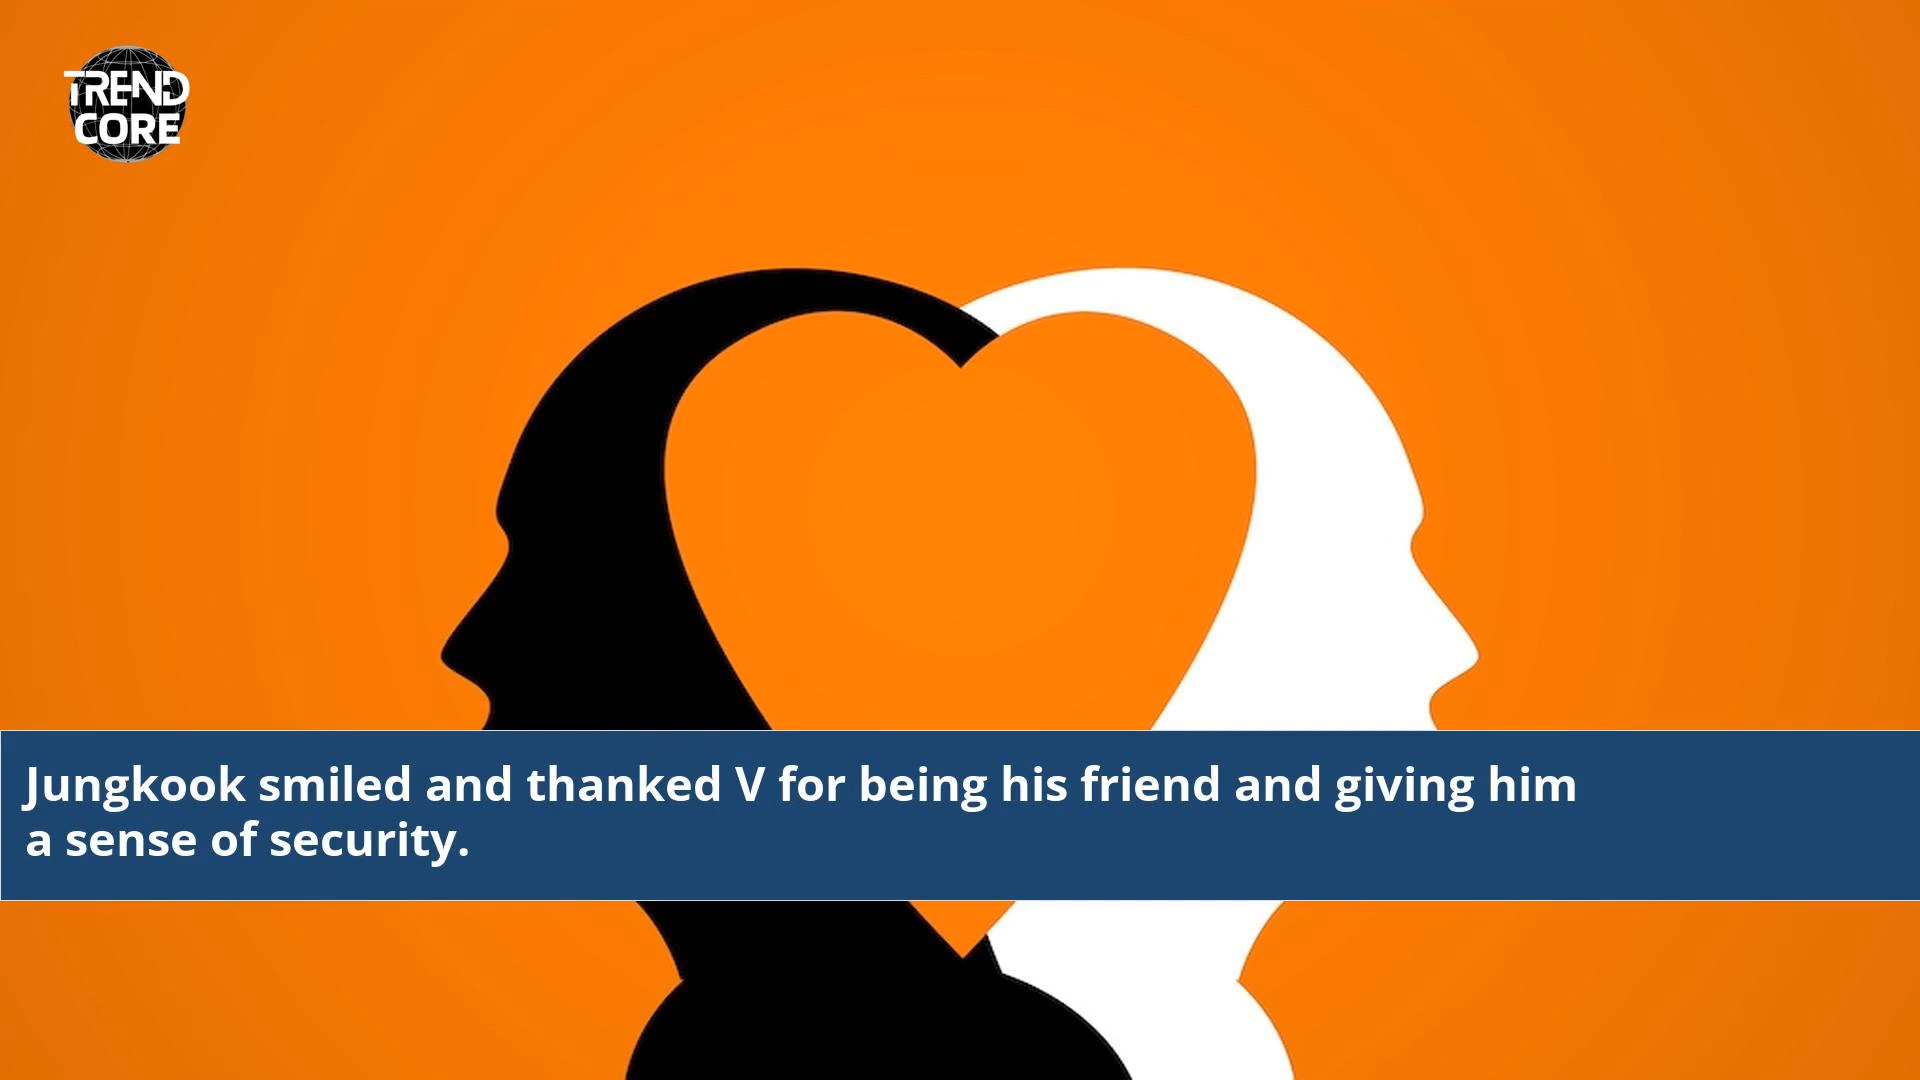 TREND
CORE
Jungkook smiled and thanked V for being his friend and giving him
a sense of security.